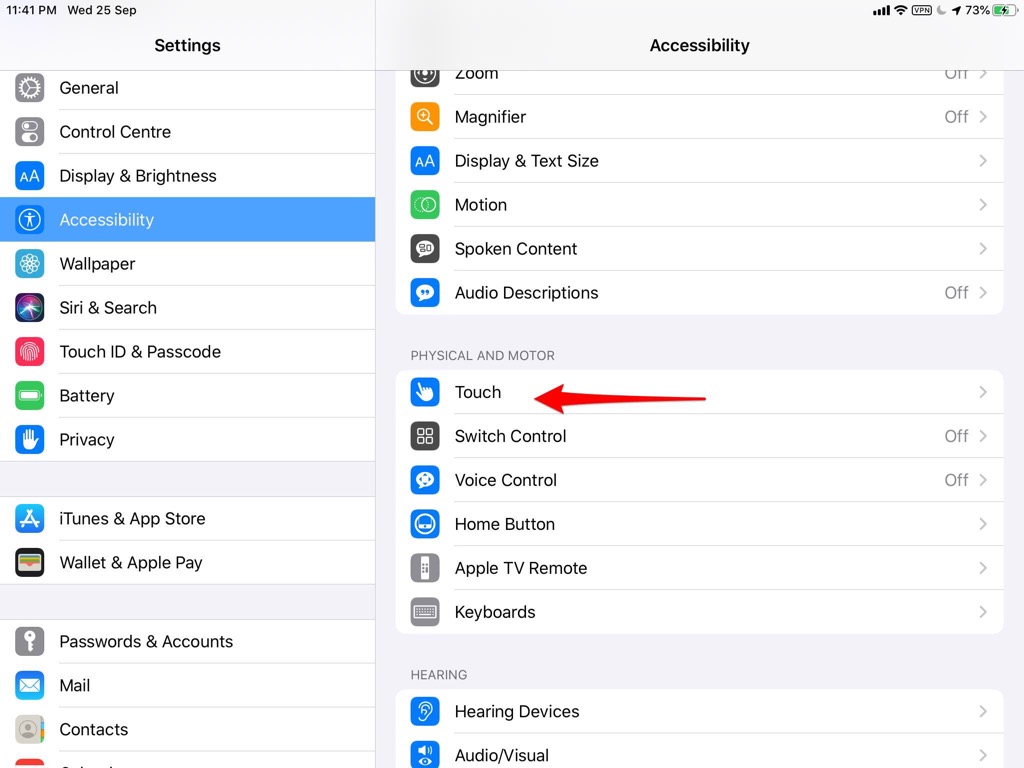 11:41 PM Wed 25 Sep
VPN 73%
Settings
General
Control Centre
AA Display & Brightness
Accessibility
Wallpaper
Siri & Search
Touch ID & Passcode
Battery
Privacy
iTunes & App Store
Wallet & Apple Pay
Passwords & Accounts
Mail
Contacts
Accessibility
Zoom Off
Magnifier Off
AA Display & Text Size
Motion
Spoken Content
Audio Descriptions Off
PHYSICAL AND MOTOR
Touch
Switch Control Off
Voice Control Off
Home Button
Apple TV Remote
Keyboards
HEARING
Hearing Devices
Audio/Visual